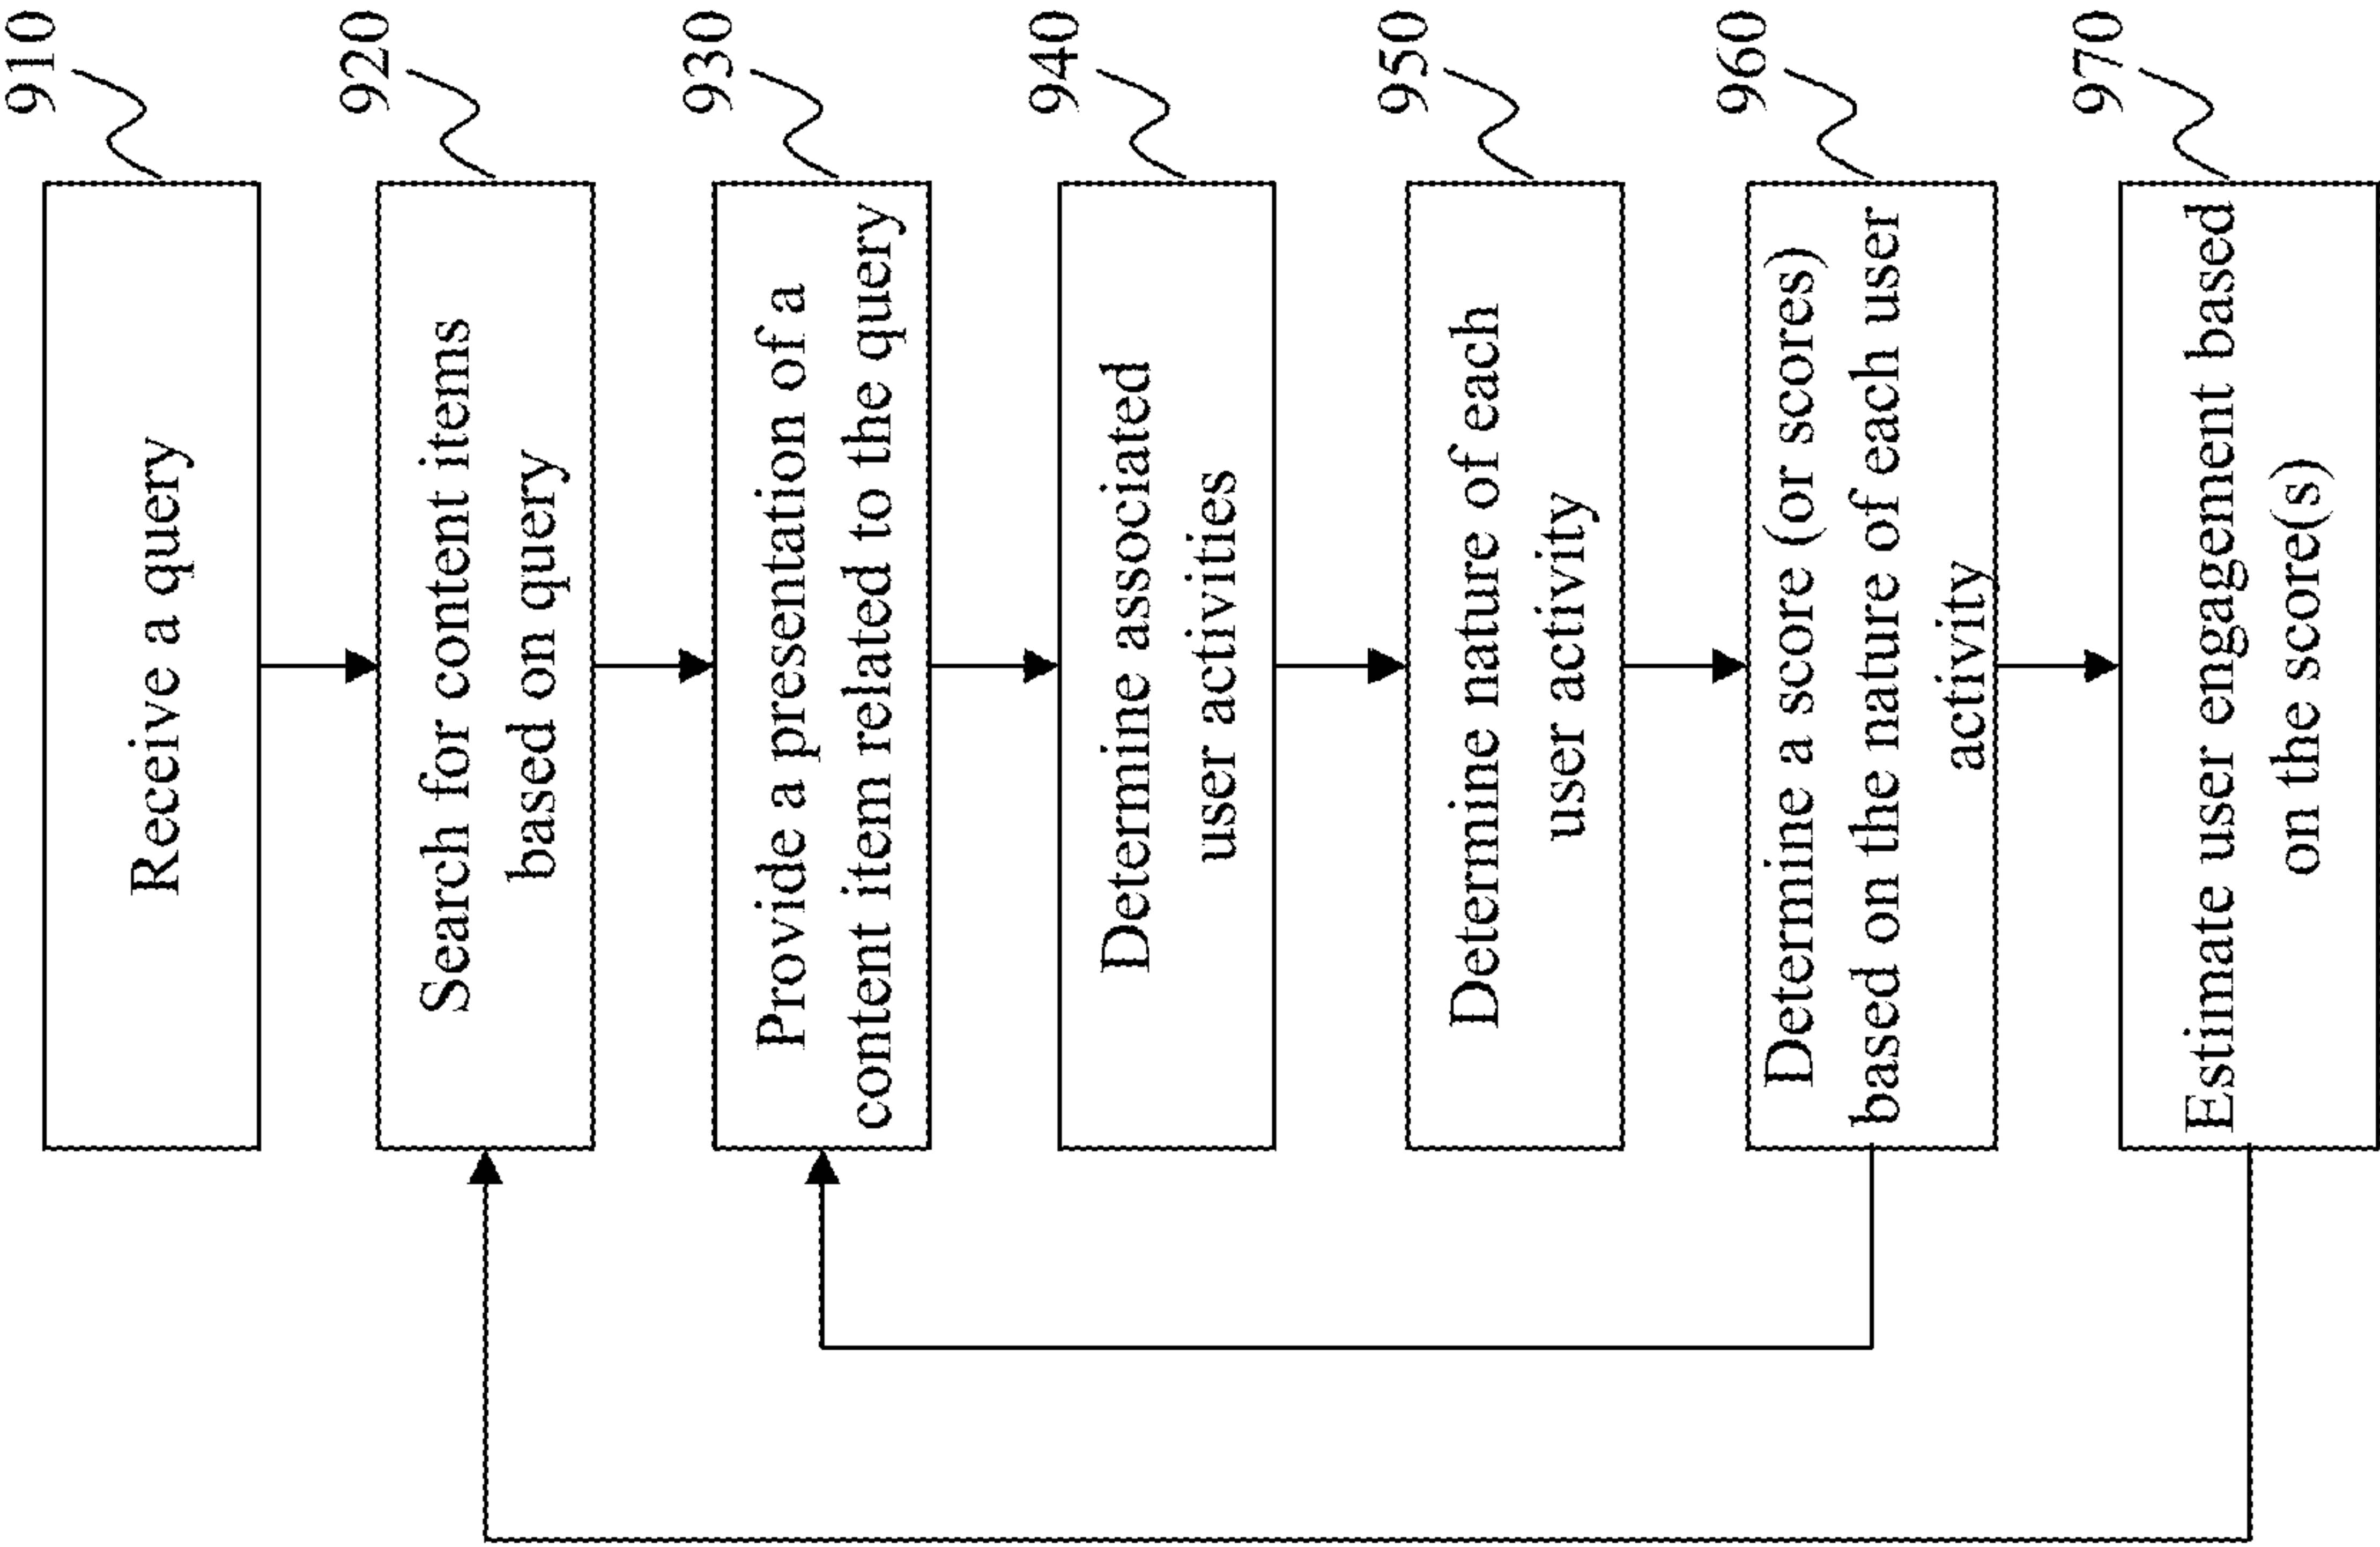 Receive a query
910
Search for content items
based on query
920
Provide a presentation of a
content item related to the query
930
Determine associated
user activities
940
Determine nature of each
user activity
950
Determine a score (or scores)
based on the nature of each user
activity
960
Estimate user engagement based
on the score(s)
970